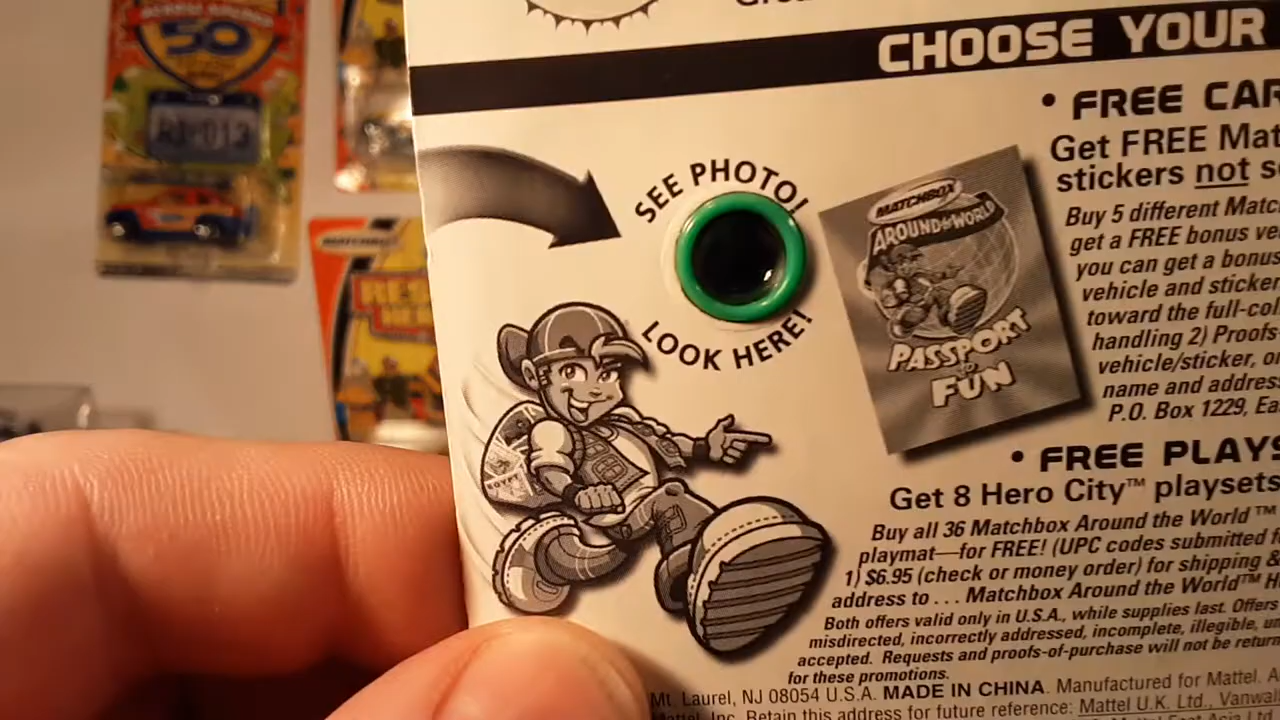 50
MATCHBOX
CHOOSE YOUR
• FREE CAR
Get FREE Mat
stickers not s
SEE PHOTO!
LOOK HERE!
MATCHBOX
AROUND the WORLD
PASSPORT
TO
FUN
EGYPT
Buy 5 different Matc
get a FREE bonus ve
you can get a bonus
vehicle and sticker
toward the full-col
handling 2) Proofs-
vehicle/sticker, o
name and address
P.O. Box 1229, Ea
• FREE PLAYS
Get 8 Hero City™ playsets
Buy all 36 Matchbox Around the World™
playmat—for FREE! (UPC codes submitted f
1) $6.95 (check or money order) for shipping &
address to . . . Matchbox Around the World™ H
Both offers valid only in U.S.A., while supplies last. Offers
misdirected, incorrectly addressed, incomplete, illegible, u
accepted. Requests and proofs-of-purchase will not be retur
for these promotions.
Mt. Laurel, NJ 08054 U.S.A. MADE IN CHINA. Manufactured for Mattel. A
Mattel, Inc. Retain this address for future reference: Mattel U.K. Ltd., Vanwa